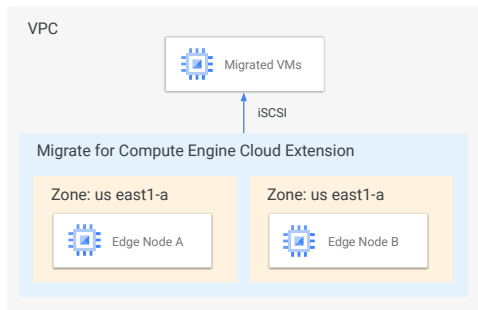 VPC
Migrated VMs
iSCSI
Migrate for Compute Engine Cloud Extension
Zone: us east1-a
Edge Node A
Zone: us east1-a
Edge Node B